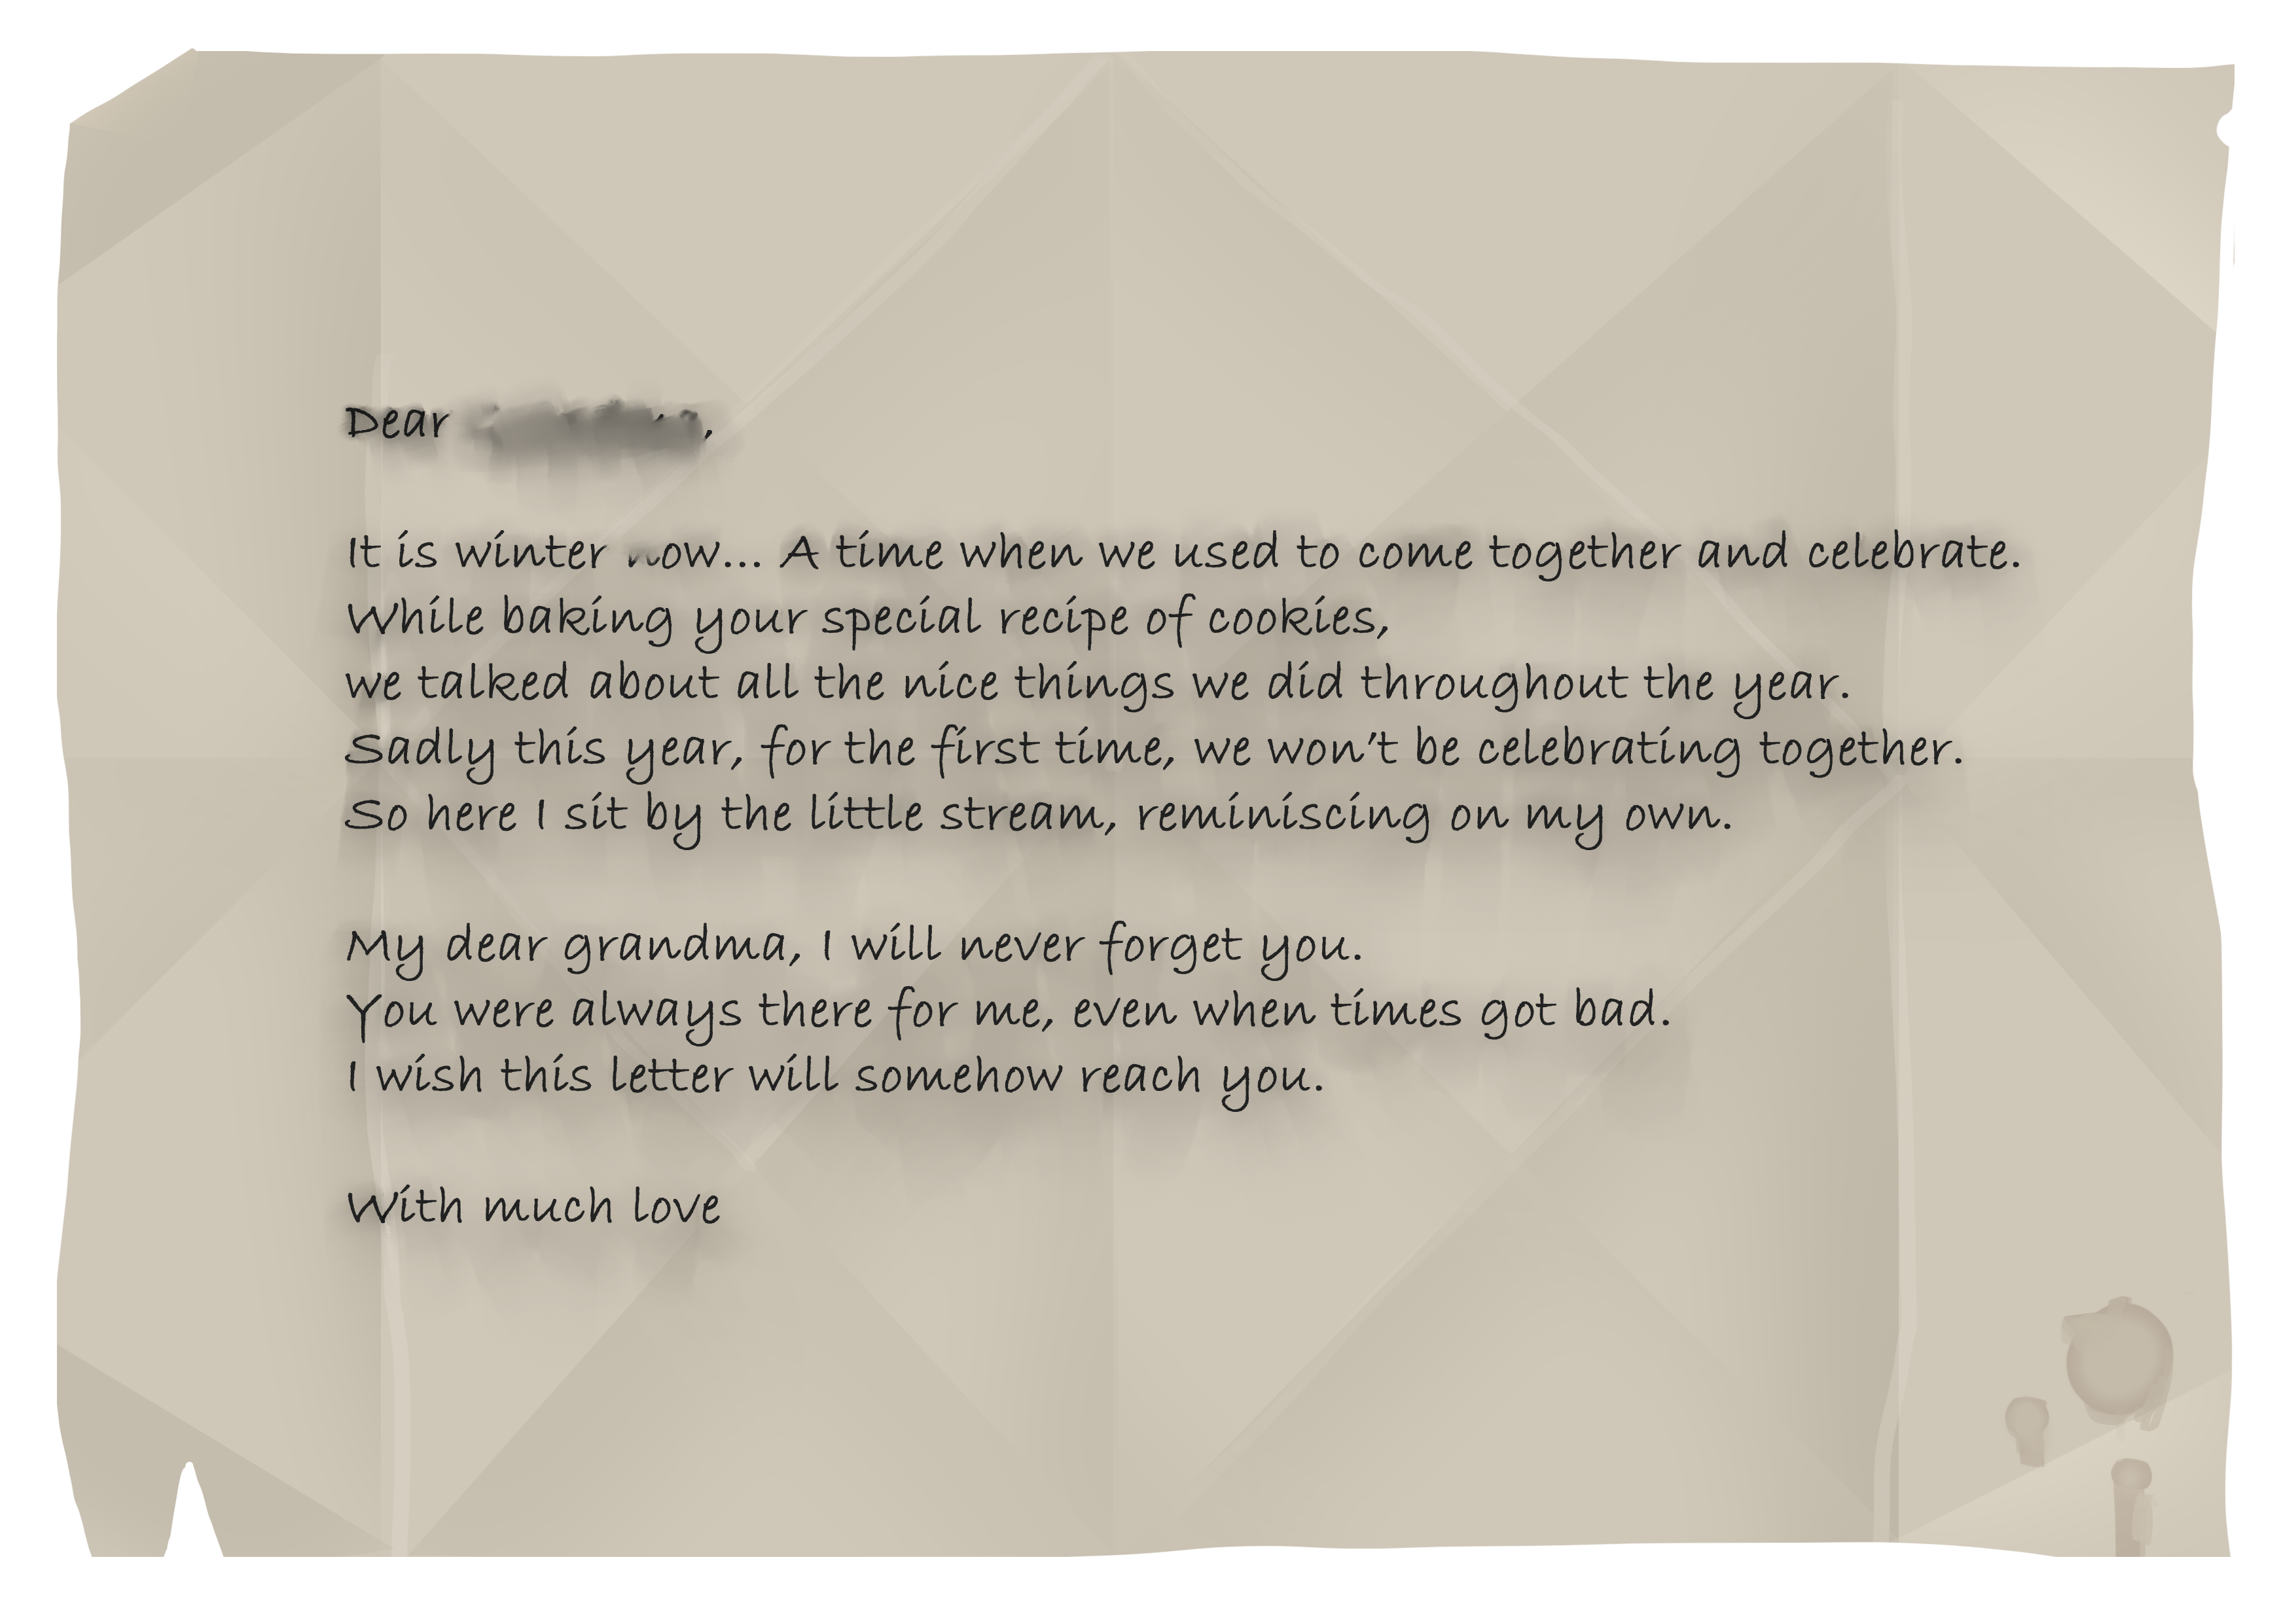 Dear ,
It is winter now... A time when we used to come together and celebrate.
While baking your special recipe of cookies,
we talked about all the nice things we did throughout the year.
Sadly this year, for the first time, we won't be celebrating together.
So here I sit by the little stream, reminiscing on my own.
My dear grandma, I will never forget you.
You were always there for me, even when times got bad.
I wish this letter will somehow reach you.
With much love